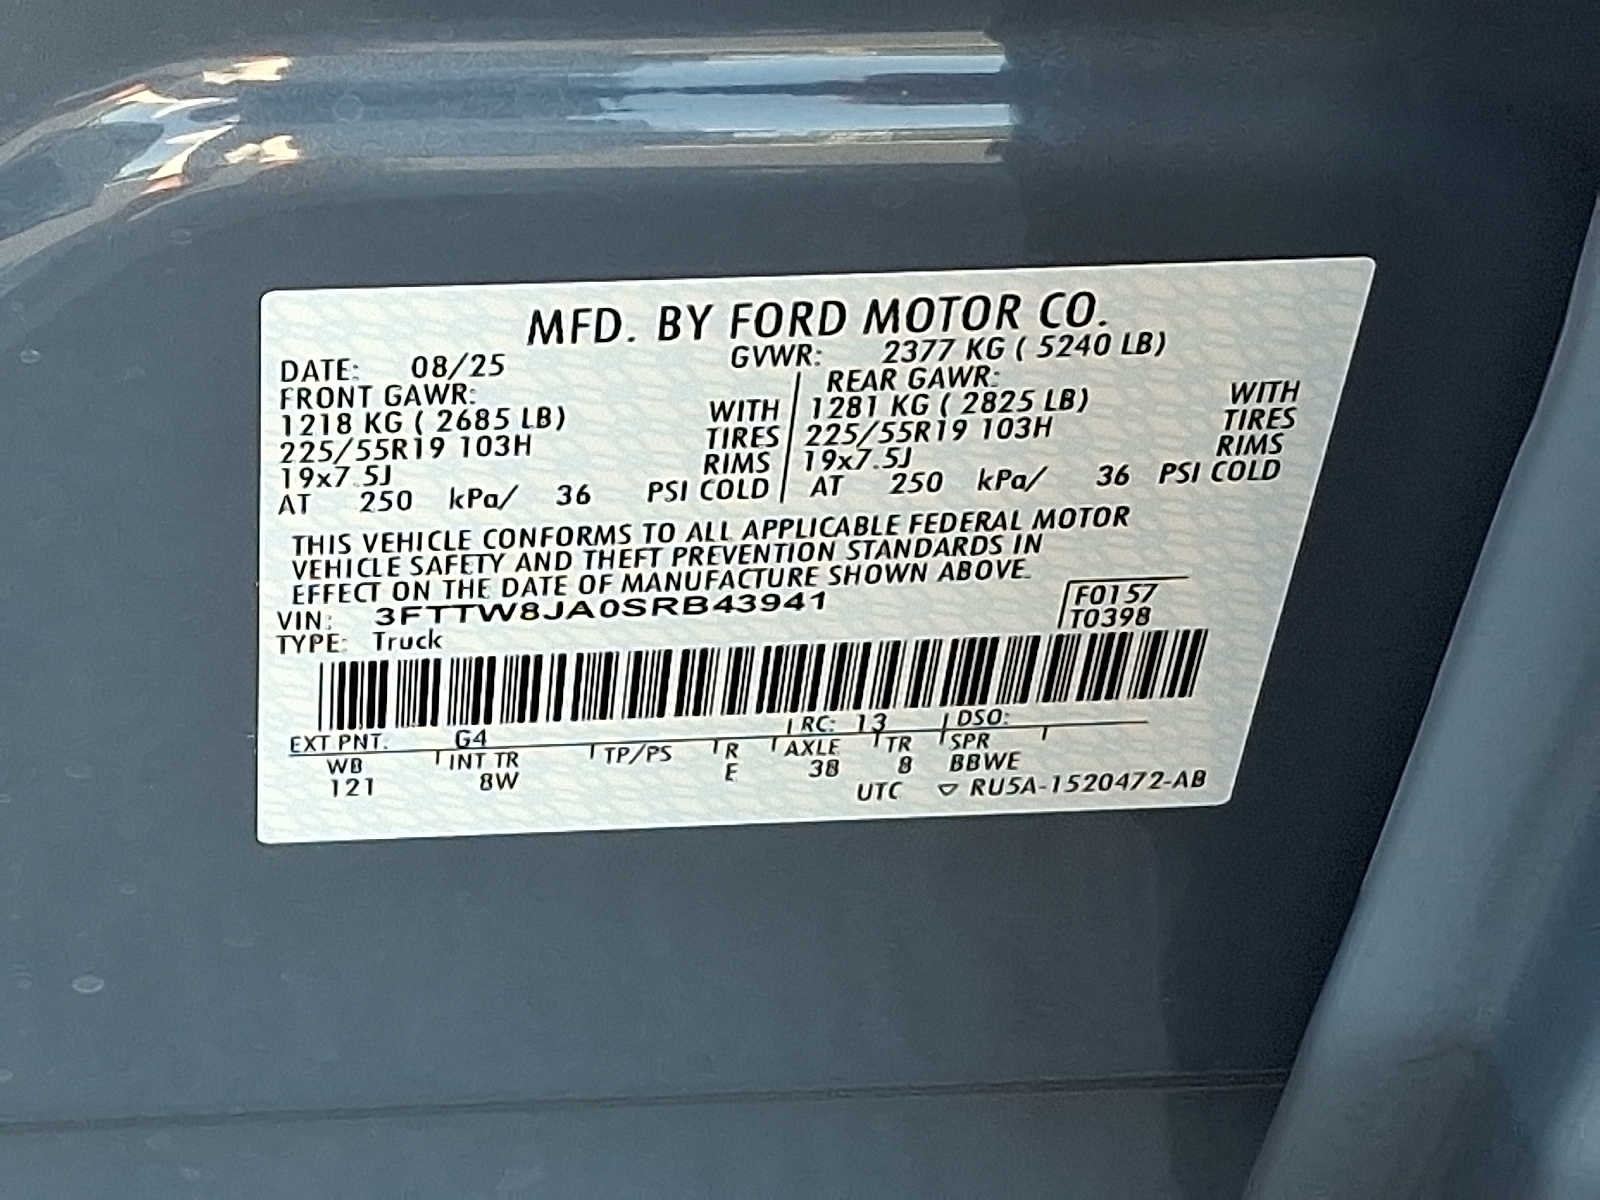 MFD. BY FORD MOTOR CO.
DATE: 08/25 GVWR: 2377 KG ( 5240 LB)
FRONT GAWR: REAR GAWR:
1218 KG ( 2685 LB) WITH 1281 KG ( 2825 LB) WITH
225/55R19 103H TIRES 225/55R19 103H TIRES
19x7.5J RIMS 19x7.5J RIMS
AT 250 kPa/ 36 PSI COLD AT 250 kPa/ 36 PSI COLD
THIS VEHICLE CONFORMS TO ALL APPLICABLE FEDERAL MOTOR
VEHICLE SAFETY AND THEFT PREVENTION STANDARDS IN
EFFECT ON THE DATE OF MANUFACTURE SHOWN ABOVE.
VIN: 3FTTW8JA0SRB43941 F0157
TYPE: Truck T0398
EXT PNT: G4 RC: 13 DSO:
WB INT TR TP/PS R AXLE TR SPR
121 8W E 38 8 BBWE
UTC ▽ RU5A-1520472-AB